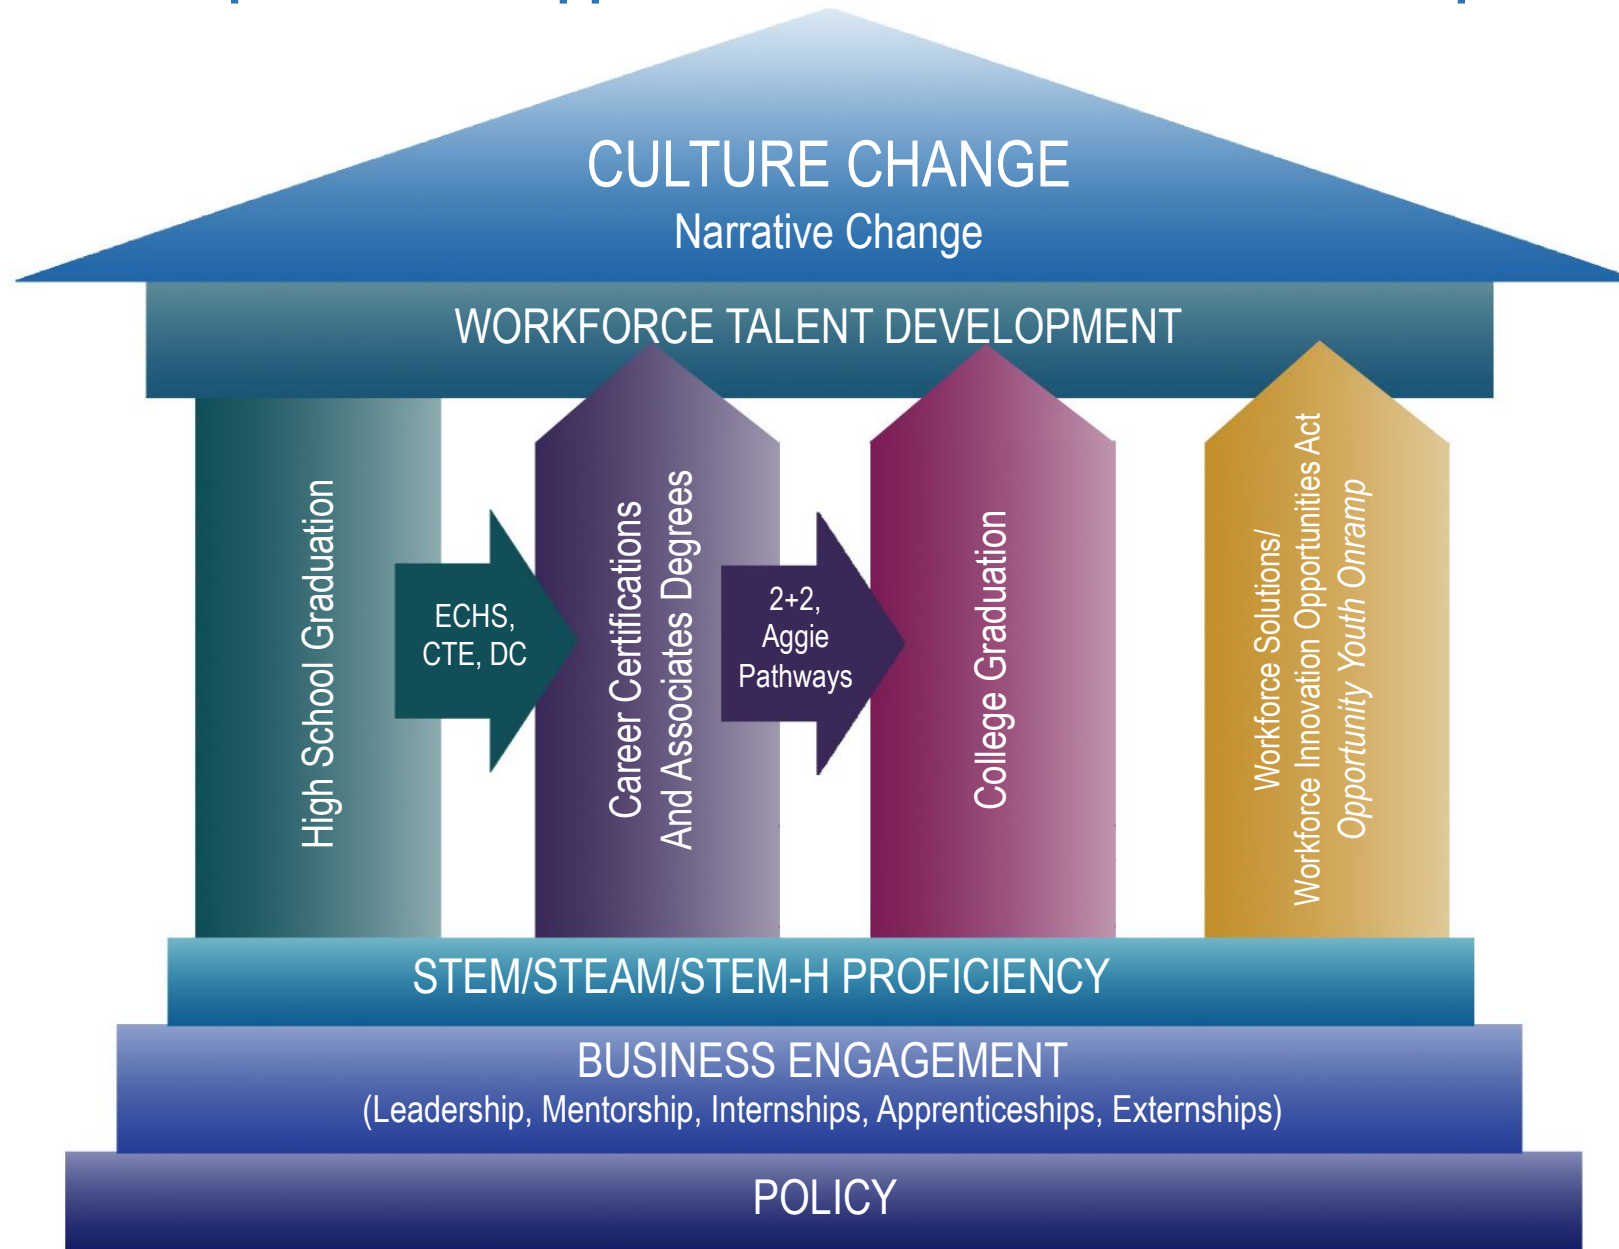 CULTURE CHANGE
Narrative Change
WORKFORCE TALENT DEVELOPMENT
High School Graduation
ECHS,
CTE, DC
Career Certifications
And Associates Degrees
2+2,
Aggie
Pathways
College Graduation
Workforce Solutions/
Workforce Innovation Opportunities Act
Opportunity Youth Onramp
STEM/STEAM/STEM-H PROFICIENCY
BUSINESS ENGAGEMENT
(Leadership, Mentorship, Internships, Apprenticeships, Externships)
POLICY